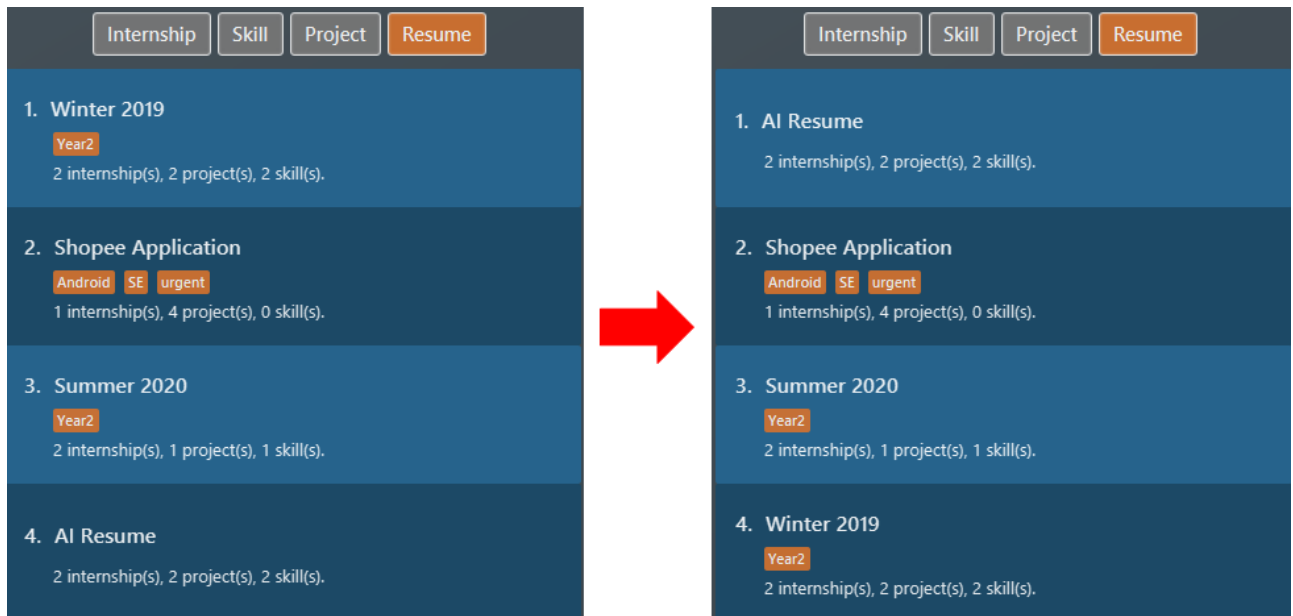 Internship Skill Project Resume
1. Winter 2019
Year2
2 internship(s), 2 project(s), 2 skill(s).
2. Shopee Application
Android SE urgent
1 internship(s), 4 project(s), 0 skill(s).
3. Summer 2020
Year2
2 internship(s), 1 project(s), 1 skill(s).
4. AI Resume
2 internship(s), 2 project(s), 2 skill(s).
Internship Skill Project Resume
1. AI Resume
2 internship(s), 2 project(s), 2 skill(s).
2. Shopee Application
Android SE urgent
1 internship(s), 4 project(s), 0 skill(s).
3. Summer 2020
Year2
2 internship(s), 1 project(s), 1 skill(s).
4. Winter 2019
Year2
2 internship(s), 2 project(s), 2 skill(s).